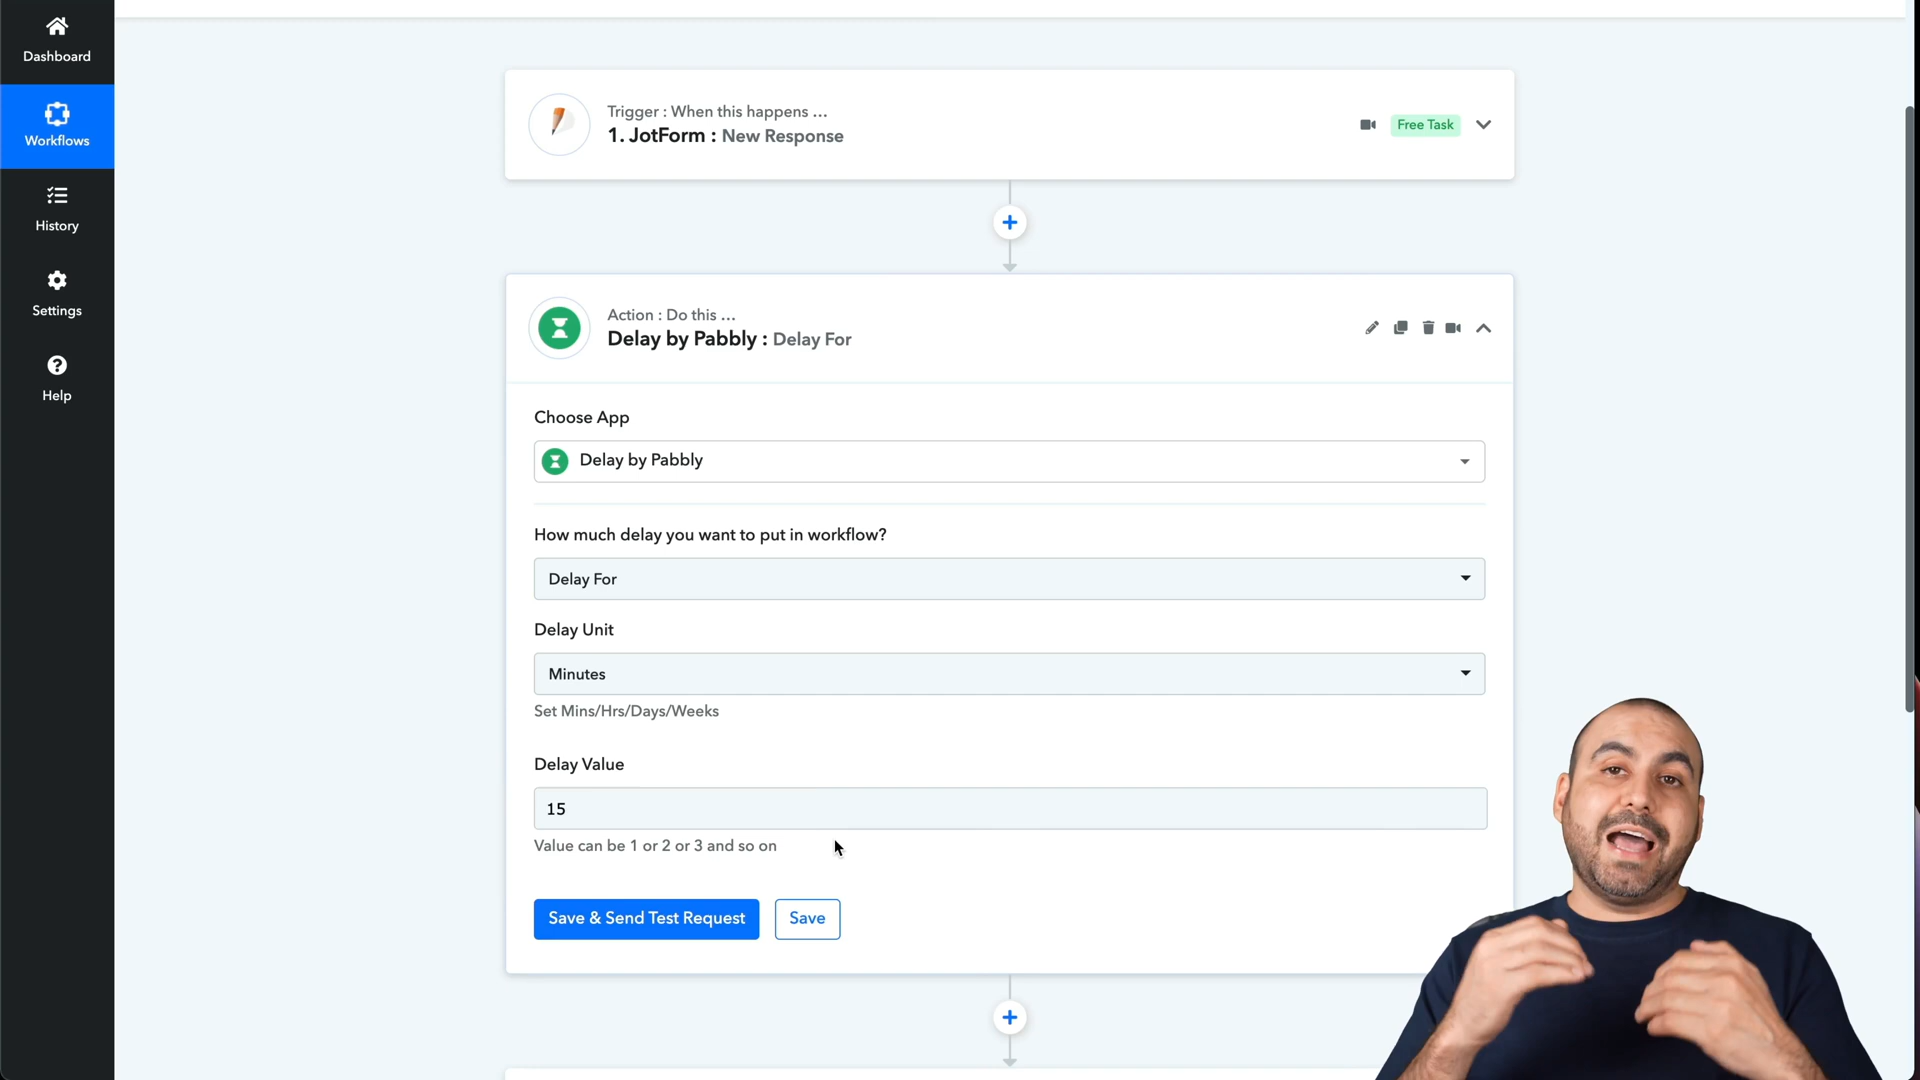 Dashboard
Workflows
History
Settings
Help
Trigger : When this happens ...
1. JotForm : New Response
Free Task
Action : Do this ...
Delay by Pabbly : Delay For
Choose App
Delay by Pabbly
How much delay you want to put in workflow?
Delay For
Delay Unit
Minutes
Set Mins/Hrs/Days/Weeks
Delay Value
15
Value can be 1 or 2 or 3 and so on
Save & Send Test Request
Save